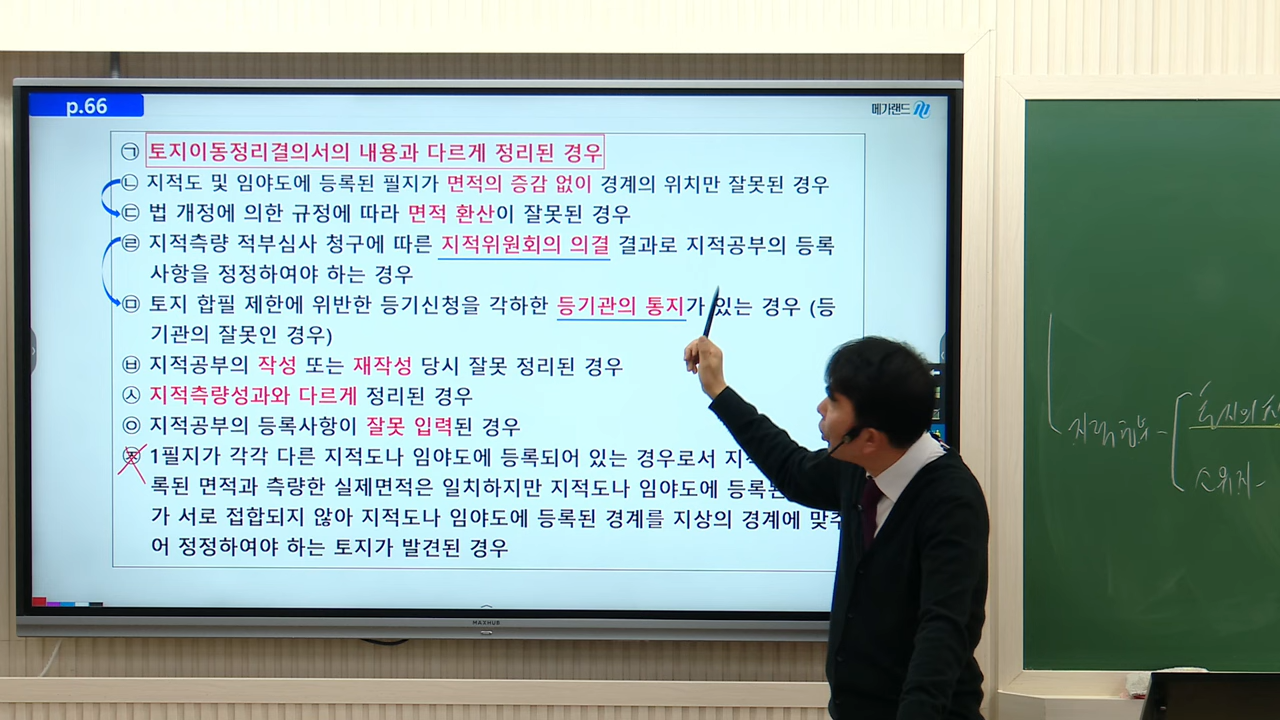 p.66
메가랜드
㉠ 토지이동정리결의서의 내용과 다르게 정리된 경우
㉡ 지적도 및 임야도에 등록된 필지가 면적의 증감 없이 경계의 위치만 잘못된 경우
㉢ 법 개정에 의한 규정에 따라 면적 환산이 잘못된 경우
㉣ 지적측량 적부심사 청구에 따른 지적위원회의 의결 결과로 지적공부의 등록
사항을 정정하여야 하는 경우
㉤ 토지 합필 제한에 위반한 등기신청을 각하한 등기관의 통지가 있는 경우 (등
기관의 잘못인 경우)
㉥ 지적공부의 작성 또는 재작성 당시 잘못 정리된 경우
㉦ 지적측량성과와 다르게 정리된 경우
㉧ 지적공부의 등록사항이 잘못 입력된 경우
㉨ 1필지가 각각 다른 지적도나 임야도에 등록되어 있는 경우로서
록된 면적과 측량한 실제면적은 일치하지만 지적도나 임야도에
가 서로 접합되지 않아 지적도나 임야도에 등록된 경계를 지상의 경계에 맞추
어 정정하여야 하는 토지가 발견된 경우
MAXHUB